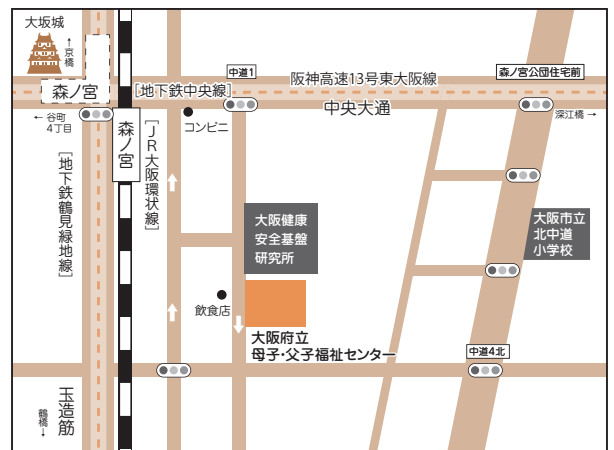 大坂城
↑京橋
森ノ宮
← 谷町
4丁目
[地下鉄中央線]
中道1
阪神高速13号東大阪線
森ノ宮公団住宅前
中央大通
深江橋 →
森ノ宮
[JR大阪環状線]
コンビニ
[地下鉄鶴見緑地線]
大阪健康
安全基盤
研究所
大阪市立
北中道
小学校
飲食店
大阪府立
母子・父子福祉センター
中道4北
玉造筋
鶴橋↓